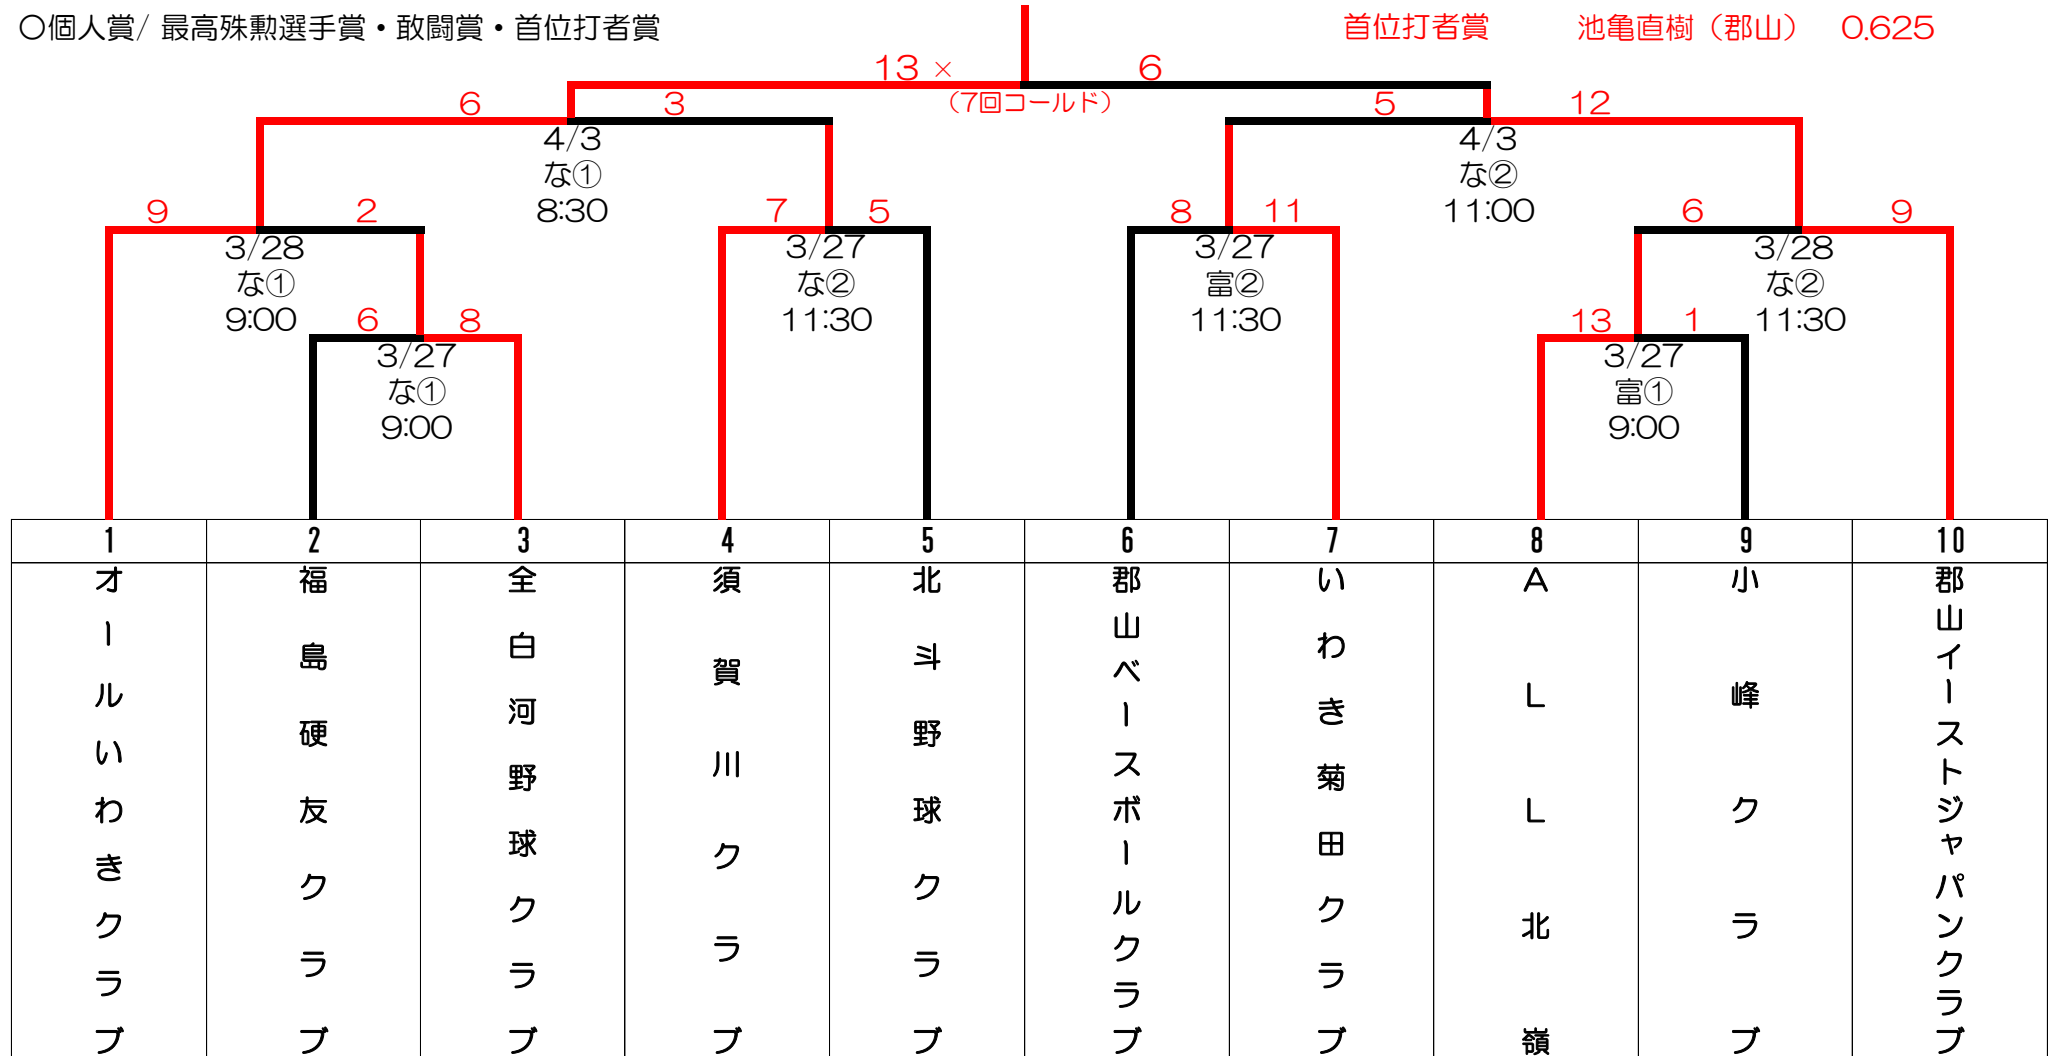 〇個人賞/ 最高殊勲選手賞・敢闘賞・首位打者賞
首位打者賞 池亀直樹（郡山） 0.625
13 × 6
（7回コールド）
6 3
4/3
な①
8:30
5 12
4/3
な②
11:00
9 2
3/28
な①
9:00
7 5
3/27
な②
11:30
8 11
3/27
富②
11:30
6 9
3/28
な②
11:30
6 8
3/27
な①
9:00
13 1
3/27
富①
9:00
1 2 3 4 5 6 7 8 9 10
オールいわきクラブ
福島硬友クラブ
全白河野球クラブ
須賀川クラブ
北斗野球クラブ
郡山ベースボールクラブ
いわき菊田クラブ
ALL北嶺
小峰クラブ
郡山イーストジャパンクラブ